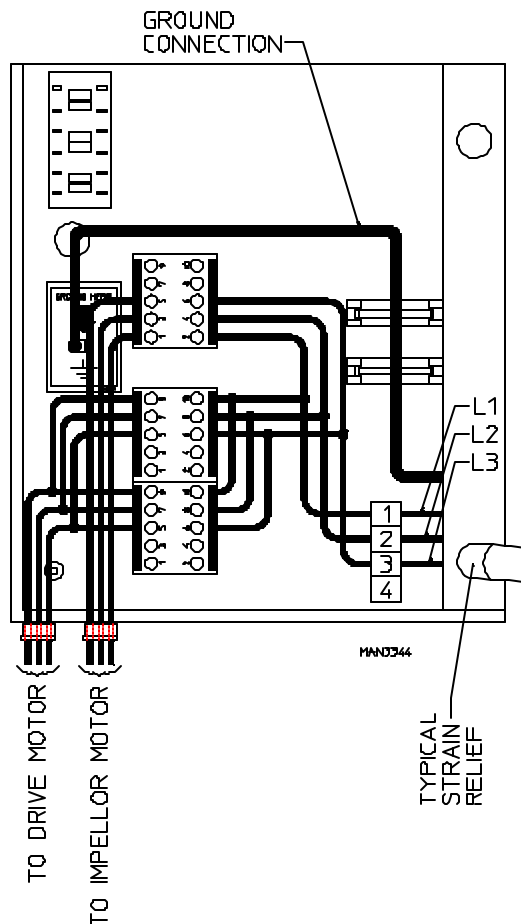 GROUND
CONNECTION
L1
L2
L3
1
2
3
4
MAN3344
TO DRIVE MOTOR
TO IMPELLOR MOTOR
TYPICAL
STRAIN
RELIEF